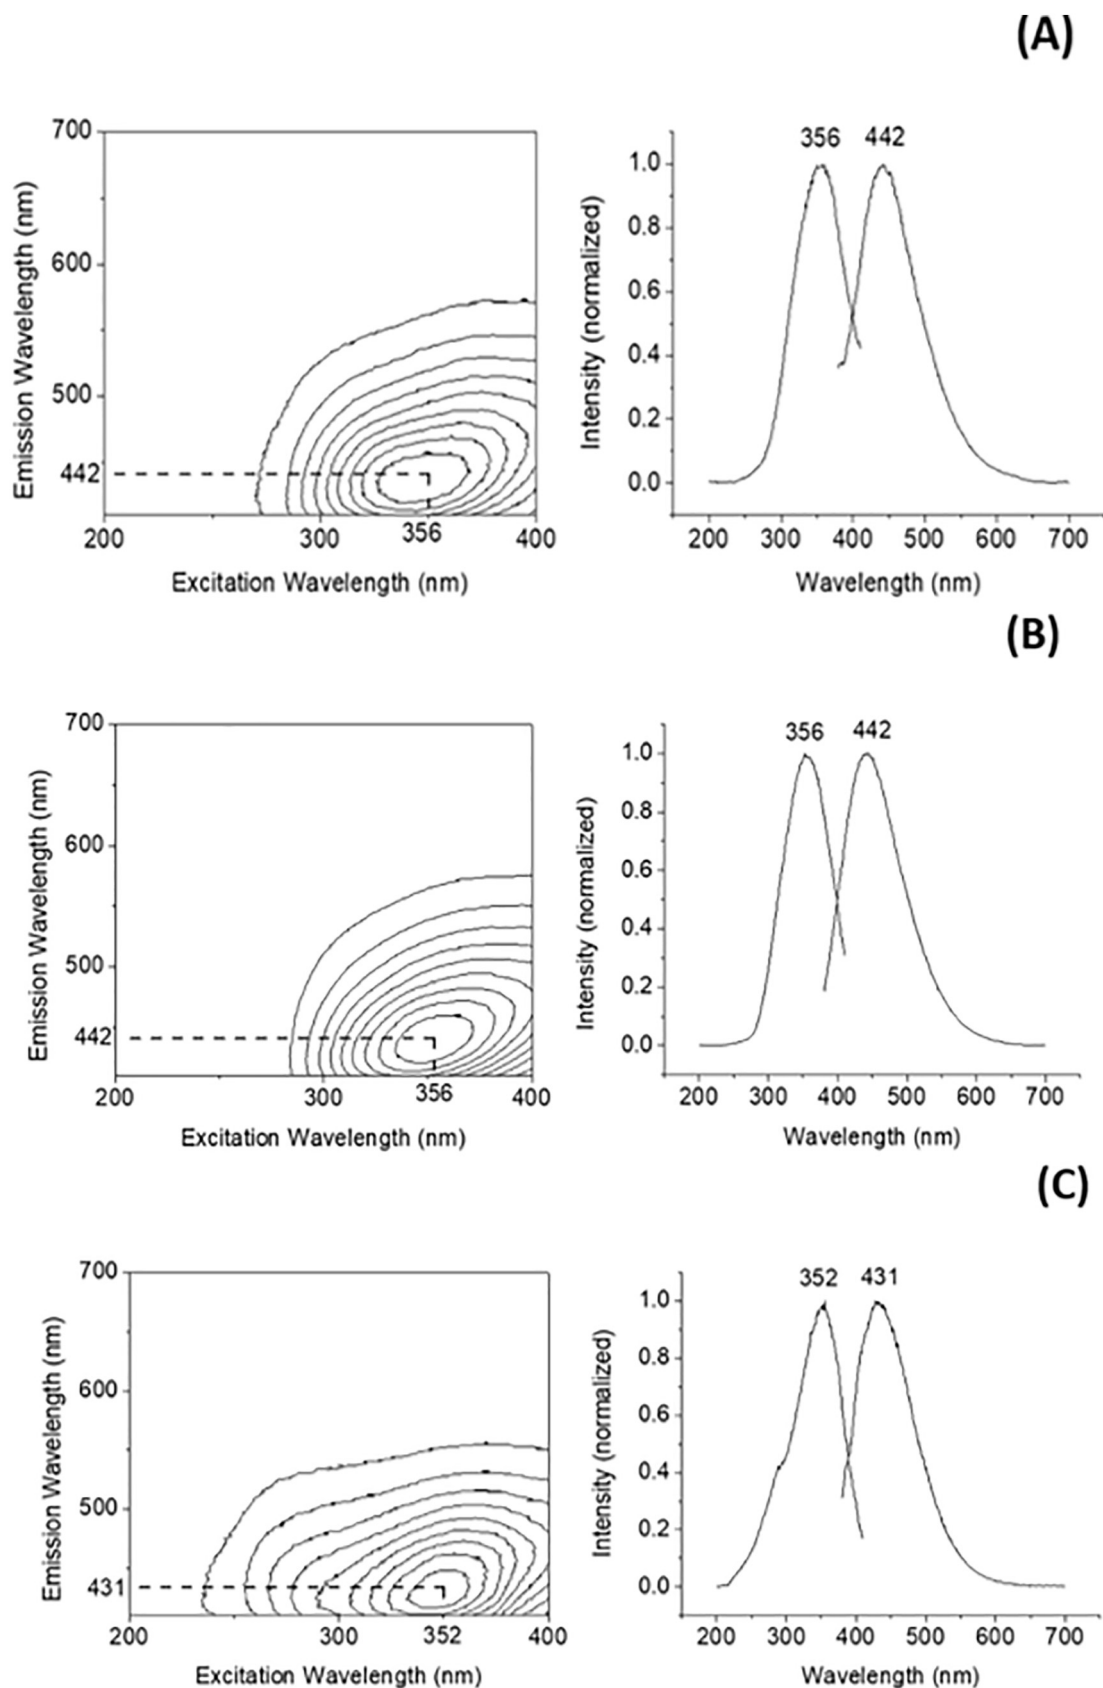 (A)
700
600
500
442
200
300
356
400
Emission Wavelength (nm)
Excitation Wavelength (nm)
356 442
1.0
0.8
0.6
0.4
0.2
0.0
200 300 400 500 600 700
Intensity (normalized)
Wavelength (nm)
(B)
700
600
500
442
200
300
356
400
Emission Wavelength (nm)
Excitation Wavelength (nm)
356 442
1.0
0.8
0.6
0.4
0.2
0.0
200 300 400 500 600 700
Intensity (normalized)
Wavelength (nm)
(C)
700
600
500
431
200
300
352
400
Emission Wavelength (nm)
Excitation Wavelength (nm)
352 431
1.0
0.8
0.6
0.4
0.2
0.0
200 300 400 500 600 700
Intensity (normalized)
Wavelength (nm)